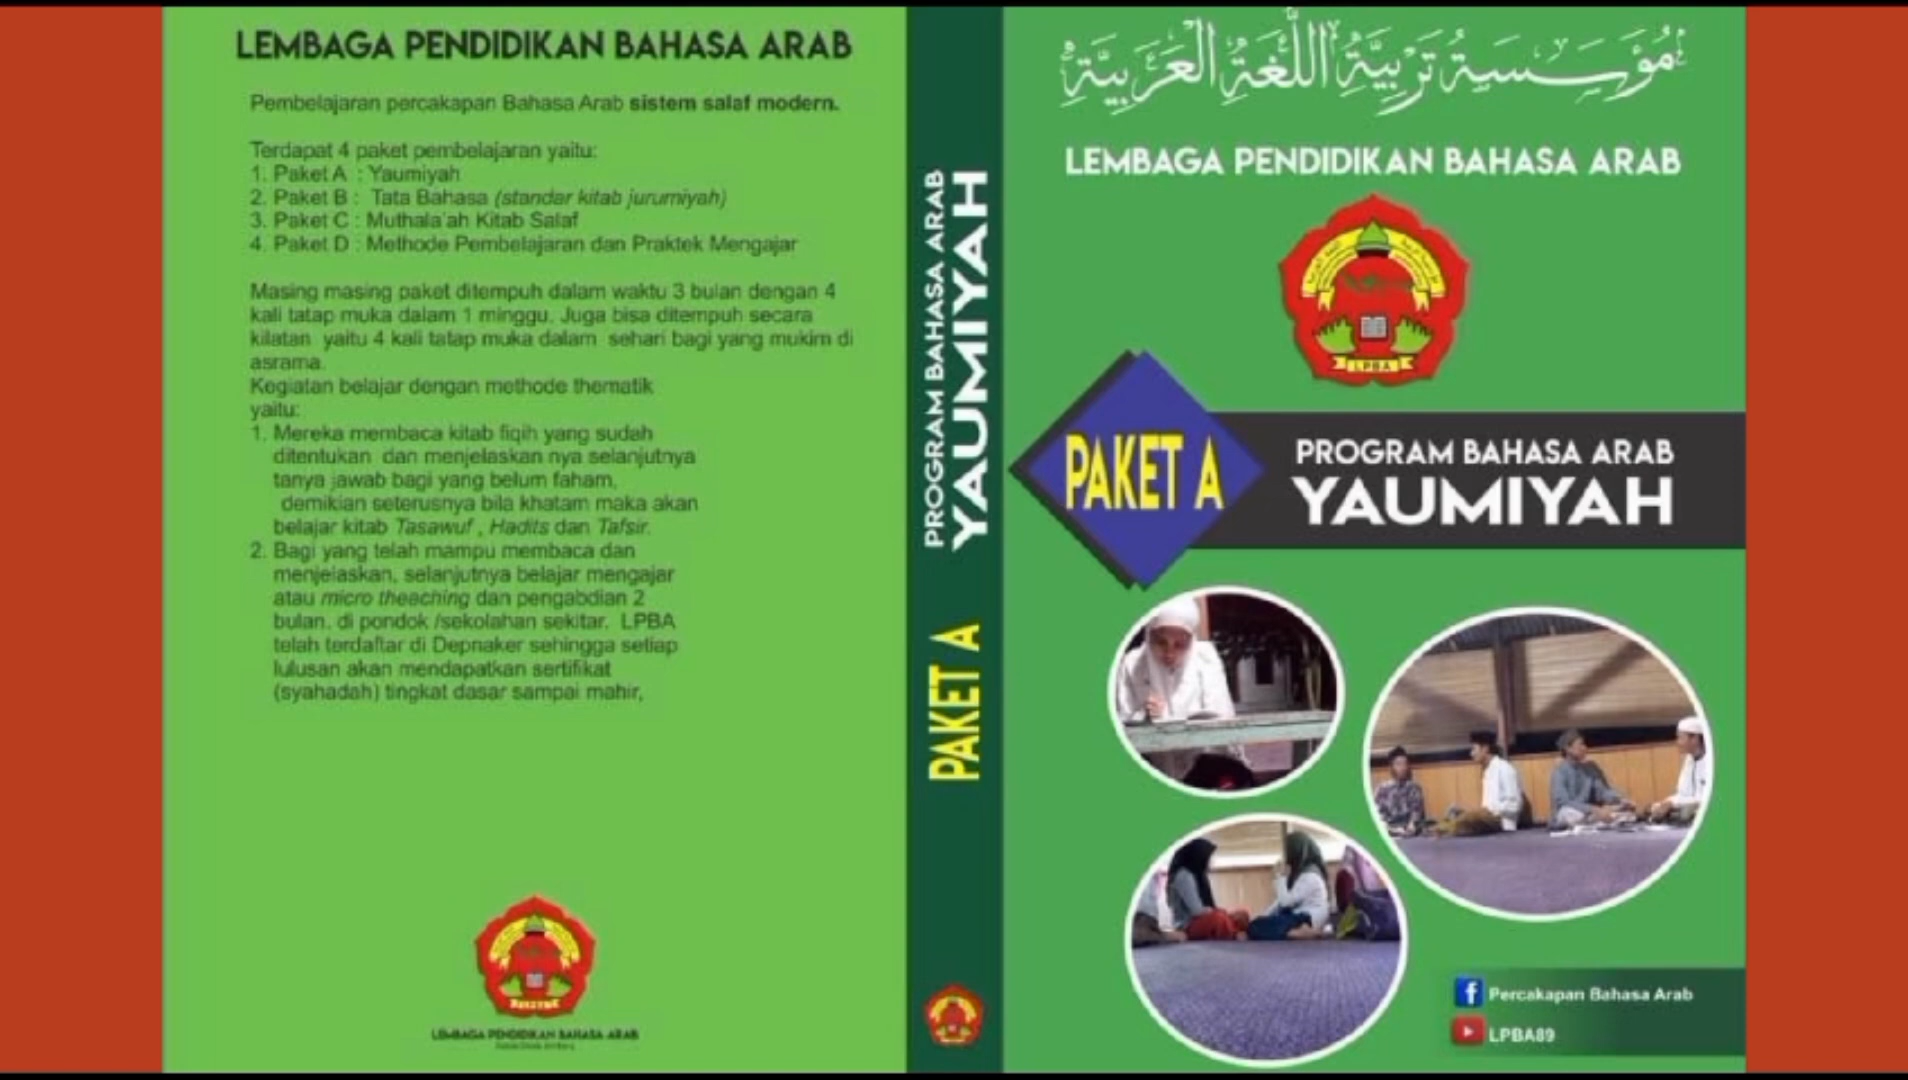 LEMBAGA PENDIDIKAN BAHASA ARAB
Pembelajaran percakapan Bahasa Arab sistem salaf modern.
Terdapat 4 paket pembelajaran yaitu:
1. Paket A : Yaumiyah
2. Paket B : Tata Bahasa (standar kitab jurumiyah)
3. Paket C : Muthala'ah Kitab Salaf
4. Paket D : Methode Pembelajaran dan Praktek Mengajar
Masing masing paket ditempuh dalam waktu 3 bulan dengan 4
kali tatap muka dalam 1 minggu. Juga bisa ditempuh secara
kilatan yaitu 4 kali tatap muka dalam sehari bagi yang mukim di
asrama.
Kegiatan belajar dengan methode thematik
yaitu:
1. Mereka membaca kitab fiqih yang sudah
ditentukan dan menjelaskan nya selanjutnya
tanya jawab bagi yang belum faham,
demikian seterusnya bila khatam maka akan
belajar kitab Tasawuf , Hadits dan Tafsir.
2. Bagi yang telah mampu membaca dan
menjelaskan, selanjutnya belajar mengajar
atau micro theaching dan pengabdian 2
bulan. di pondok /sekolahan sekitar. LPBA
telah terdaftar di Depnaker sehingga setiap
lulusan akan mendapatkan sertifikat
(syahadah) tingkat dasar sampai mahir,
LEMBAGA PENDIDIKAN BAHASA ARAB
PROGRAM BAHASA ARAB
YAUMIYAH
PAKET A
مُؤَسَّسَةُ تَرْبِيَّةِ اللُّغَةِ الْعَرَبِيَّةِ
LEMBAGA PENDIDIKAN BAHASA ARAB
LPBA
PAKET A
PROGRAM BAHASA ARAB
YAUMIYAH
Percakapan Bahasa Arab
LPBA89